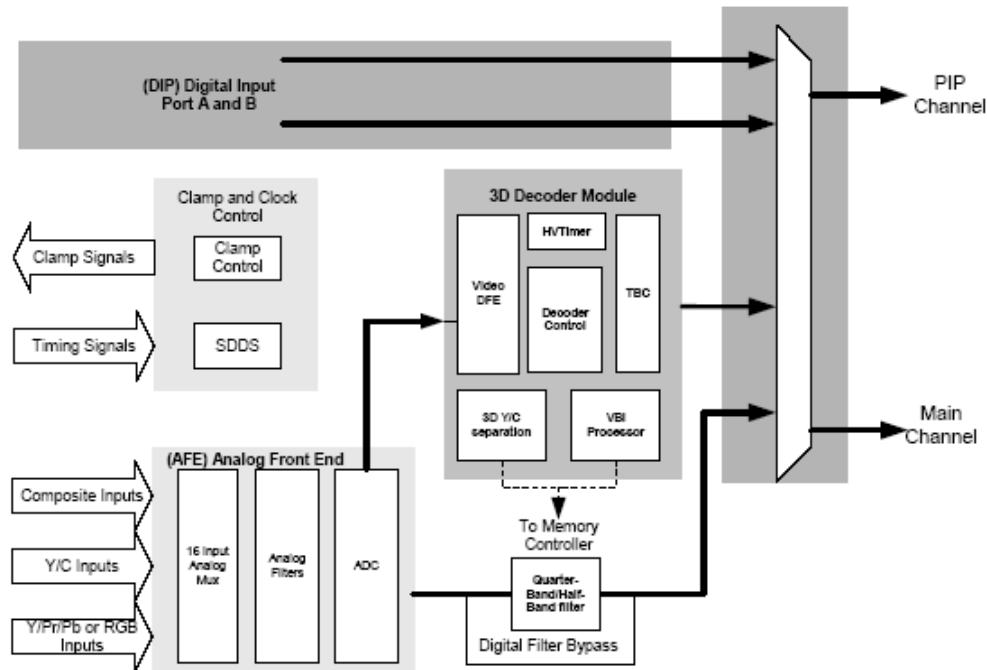 (DIP) Digital Input
Port A and B
PIP
Channel
Clamp and Clock
Control
Clamp Signals
Clamp
Control
Timing Signals
SDDS
3D Decoder Module
Video
DFE
HVTimer
Decoder
Control
TBC
3D Y/C
separation
VBI
Processor
Main
Channel
(AFE) Analog Front End
Composite Inputs
Y/C Inputs
Y/Pr/Pb or RGB
Inputs
16 Input
Analog
Mux
Analog
Filters
ADC
To Memory
Controller
Quarter-
Band/Half-
Band filter
Digital Filter Bypass